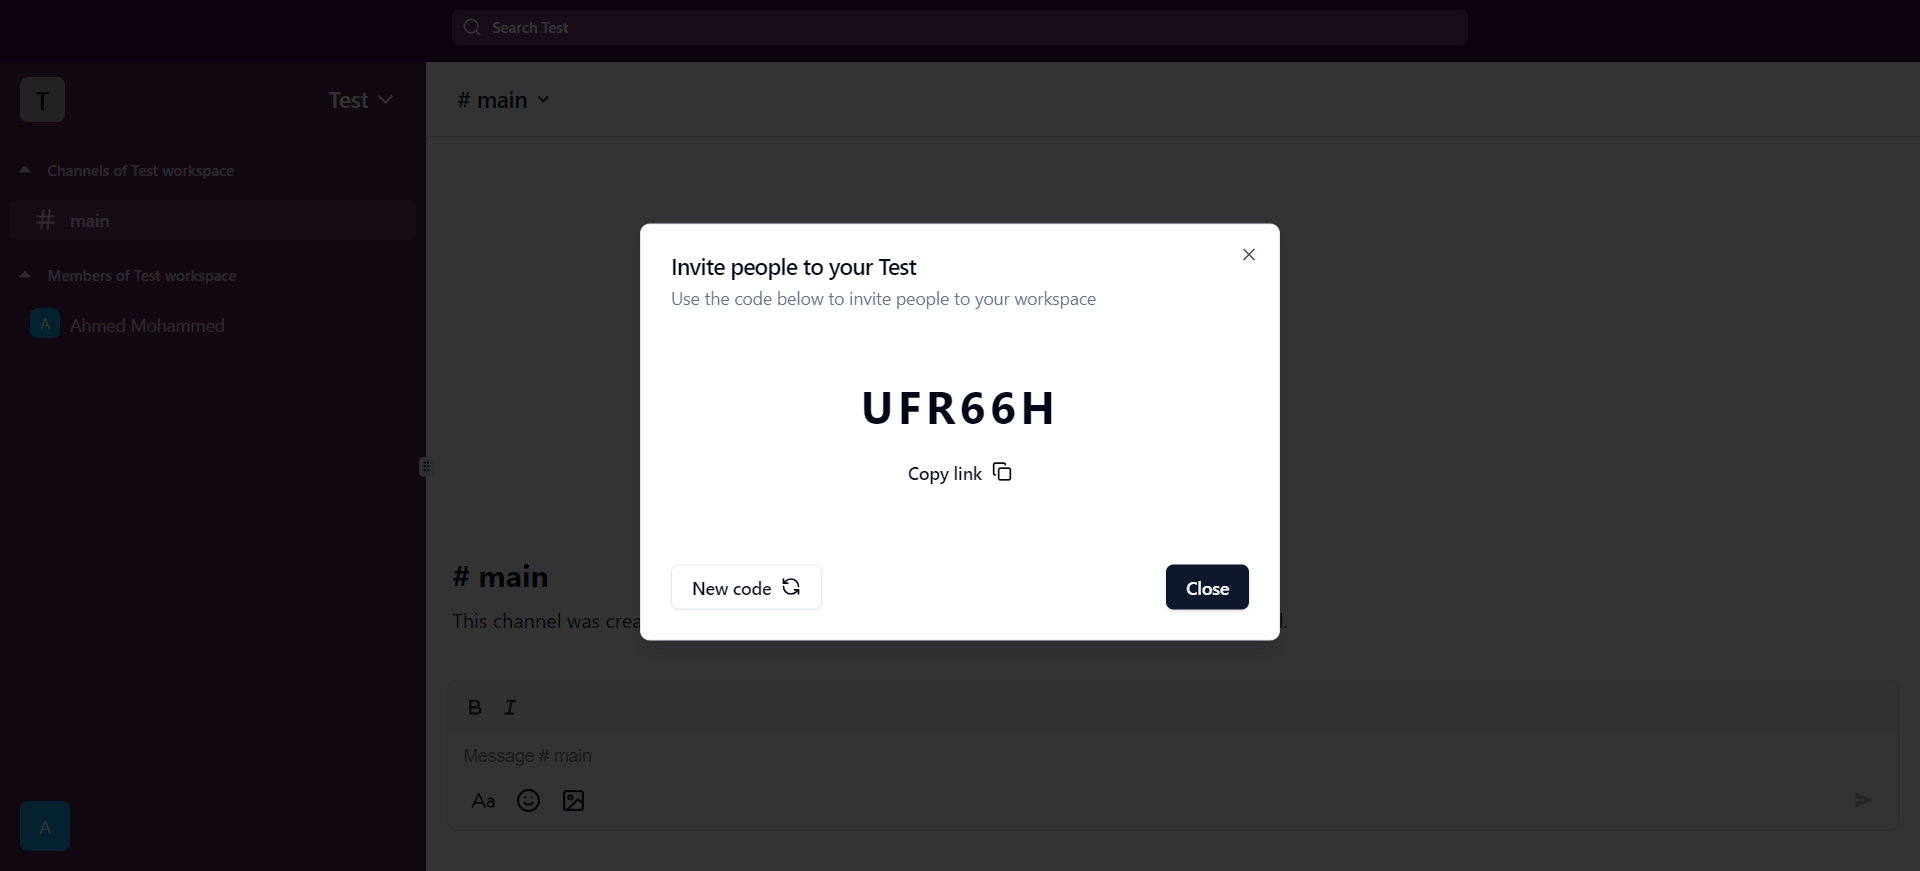 Search Test
T
Test
# main
Channels of Test workspace
# main
Members of Test workspace
A
Ahmed Mohammed
Invite people to your Test
Use the code below to invite people to your workspace
UFR66H
Copy link
New code
Close
# main
This channel was
B I
Message # main
Aa
A